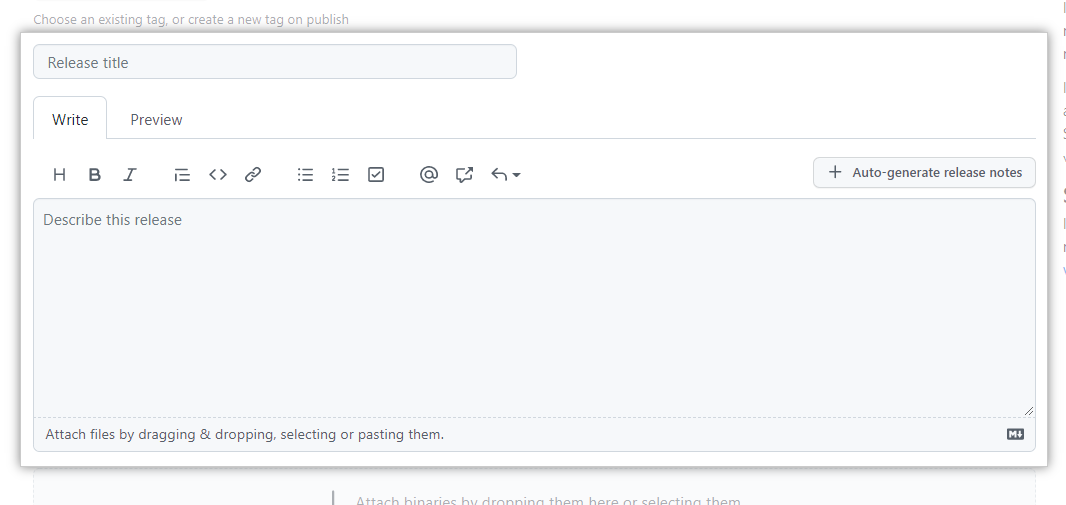 Choose an existing tag, or create a new tag on publish
Release title
Write Preview
H B I Auto-generate release notes
Describe this release
Attach files by dragging & dropping, selecting or pasting them.
Attach binaries by dropping them here or selecting them.